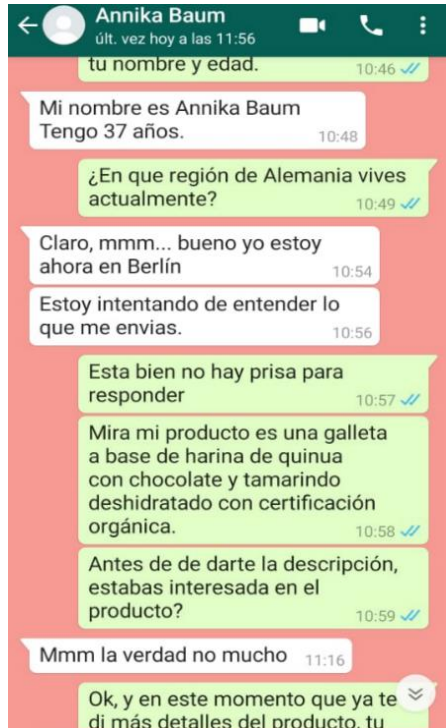 Annika Baum
últ. vez hoy a las 11:56
tu nombre y edad.
10:46
Mi nombre es Annika Baum
Tengo 37 años.
10:48
¿En que región de Alemania vives
actualmente?
10:49
Claro, mmm... bueno yo estoy
ahora en Berlín
10:54
Estoy intentando de entender lo
que me envias.
10:56
Esta bien no hay prisa para
responder
10:57
Mira mi producto es una galleta
a base de harina de quinua
con chocolate y tamarindo
deshidratado con certificación
orgánica.
10:58
Antes de de darte la descripción,
estabas interesada en el
producto?
10:59
Mmm la verdad no mucho
11:16
Ok, y en este momento que ya te
di más detalles del producto, tu